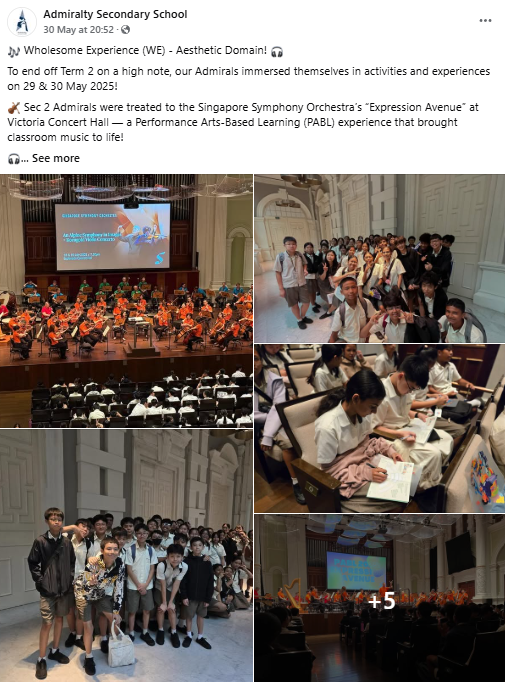 Admiralty Secondary School
30 May at 20:52
Wholesome Experience (WE) - Aesthetic Domain!
To end off Term 2 on a high note, our Admirals immersed themselves in activities and experiences
on 29 & 30 May 2025!
Sec 2 Admirals were treated to the Singapore Symphony Orchestra's "Expression Avenue" at
Victoria Concert Hall — a Performance Arts-Based Learning (PABL) experience that brought
classroom music to life!
... See more
+5